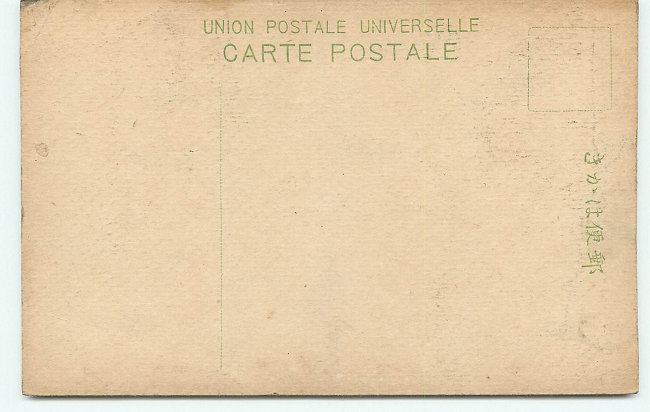 UNION POSTALE UNIVERSELLE
CARTE POSTALE
きかは便郵